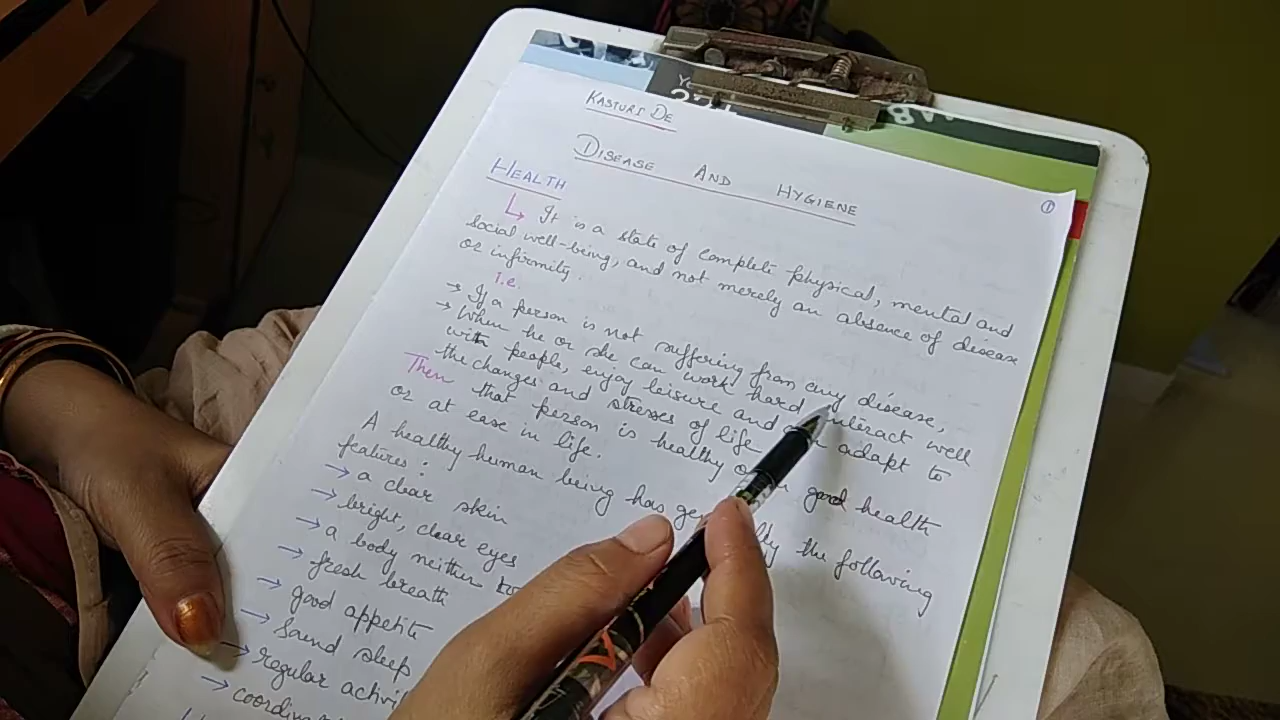 KASTURI DE
DISEASE AND HYGIENE
1
HEALTH
It is a state of complete physical, mental and
social well-being, and not merely an absence of disease
or infirmity.
I.e.
→ If a person is not suffering from any disease,
→ When he or she can work hard, interact well
with people, enjoy leisure and adapt to
the changes and stresses of life
Then that person is healthy good health
or at ease in life.
A healthy human being has generally the following
features:
→ a clear skin
→ bright, clear eyes
→ a body neither
→ fresh breath
→ good appetite
→ sound sleep
→ regular
→